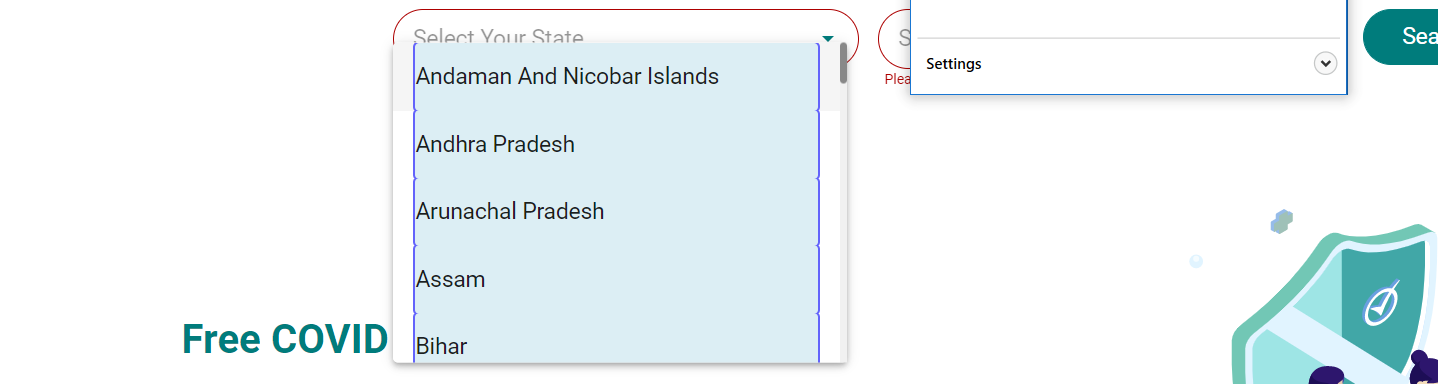 Select Your State
S
Sea
Andaman And Nicobar Islands
Settings
Plea
Andhra Pradesh
Arunachal Pradesh
Assam
Free COVID
Bihar